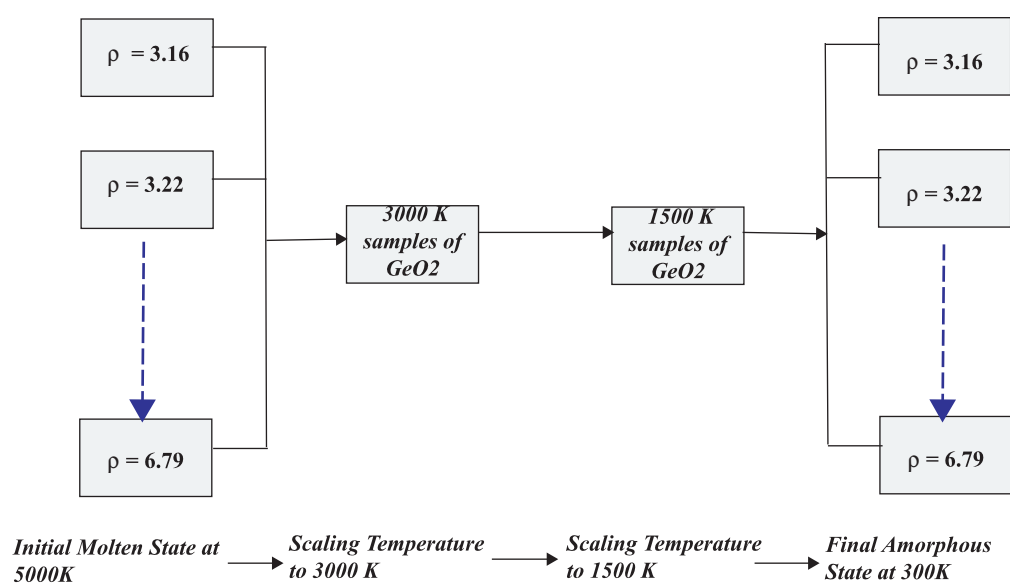 ρ = 3.16
ρ = 3.22
ρ = 6.79
3000 K
samples of
GeO2
1500 K
samples of
GeO2
ρ = 3.16
ρ = 3.22
ρ = 6.79
Initial Molten State at
5000K
Scaling Temperature
to 3000 K
Scaling Temperature
to 1500 K
Final Amorphous
State at 300K